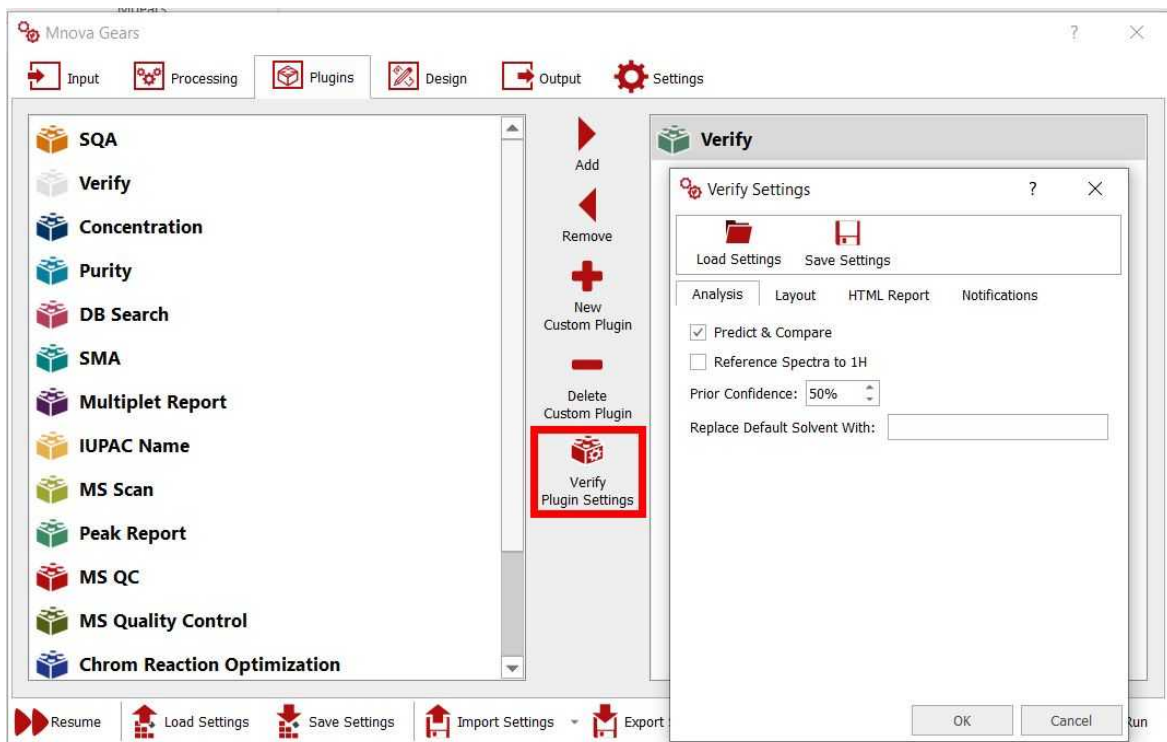 Mnova Gears
?
Input
Processing
Plugins
Design
Output
Settings
SQA
Verify
Concentration
Purity
DB Search
SMA
Multiplet Report
IUPAC Name
MS Scan
Peak Report
MS QC
MS Quality Control
Chrom Reaction Optimization
Add
Remove
New
Custom Plugin
Delete
Custom Plugin
Verify
Plugin Settings
Verify
Verify Settings
?
Load Settings
Save Settings
Analysis
Layout
HTML Report
Notifications
Predict & Compare
Reference Spectra to 1H
Prior Confidence: 50%
Replace Default Solvent With:
OK
Cancel
Resume
Load Settings
Save Settings
Import Settings
Export
Run